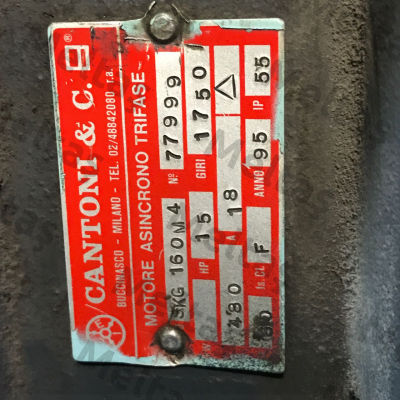 CANTONI & C.®
BUCCINASCO - MILANO - TEL. 02/48842080 r.a.
MOTORE ASINCRONO TRIFASE
SKG 160M4 Nº 77999
HP 15 GIRI 1750
480 A 18 △
Is.CL F ANNO 95 IP 55